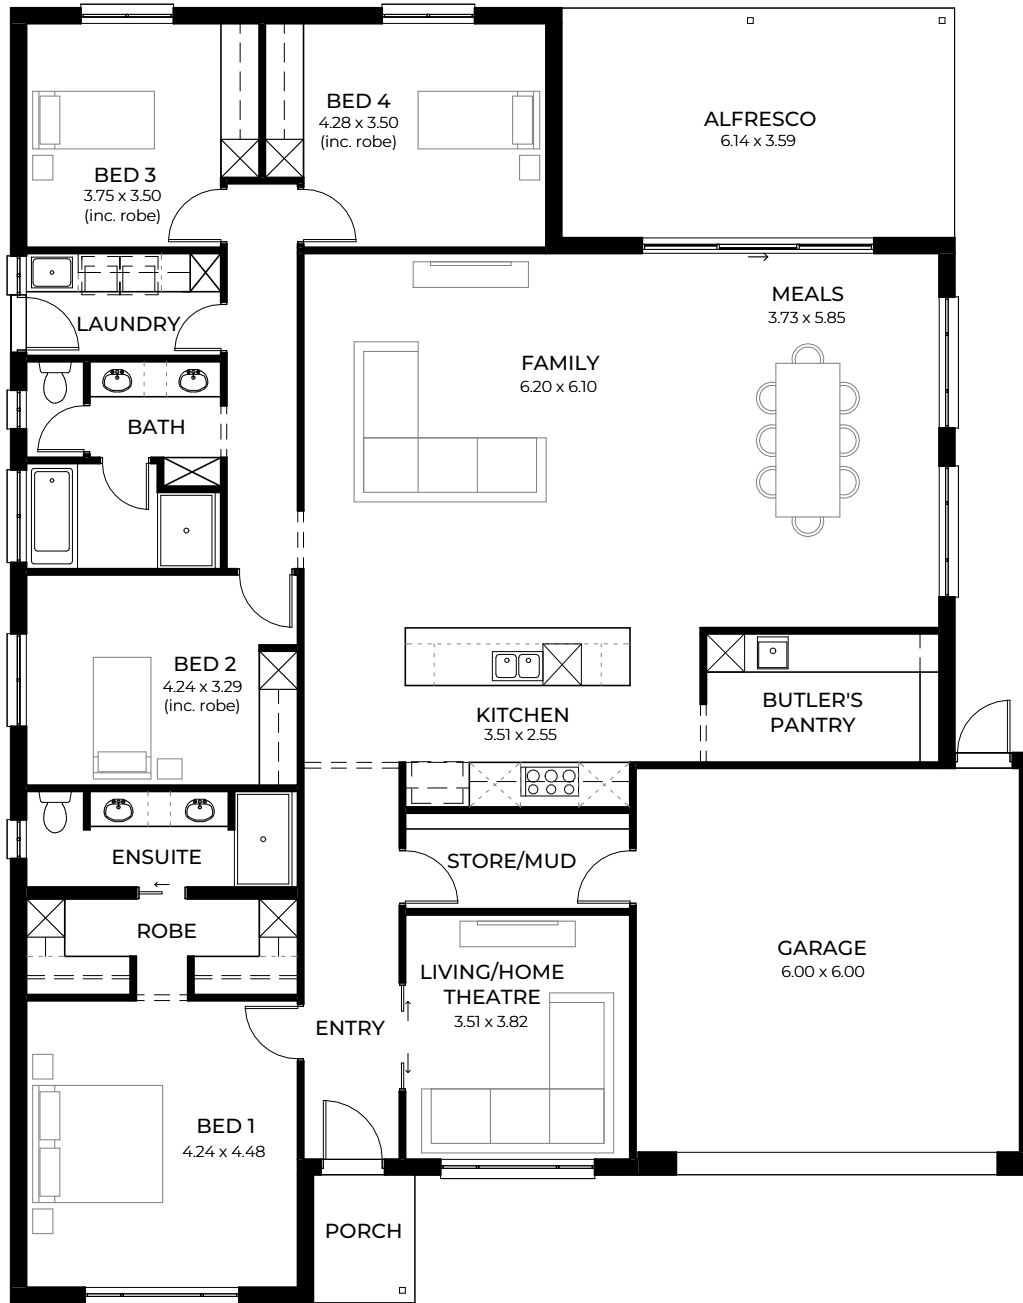 BED 4
4.28 x 3.50
(inc. robe)
ALFRESCO
6.14 x 3.59
BED 3
3.75 x 3.50
(inc. robe)
MEALS
3.73 x 5.85
LAUNDRY
FAMILY
6.20 x 6.10
BATH
BED 2
4.24 x 3.29
(inc. robe)
BUTLER'S
PANTRY
KITCHEN
3.51 x 2.55
ENSUITE
STORE/MUD
ROBE
GARAGE
6.00 x 6.00
LIVING/HOME
THEATRE
3.51 x 3.82
ENTRY
BED 1
4.24 x 4.48
PORCH